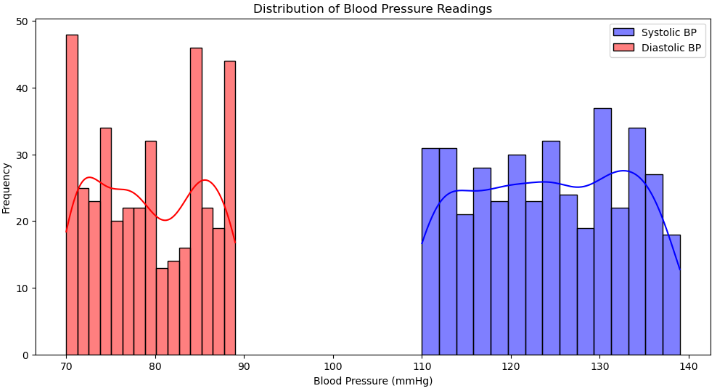 Distribution of Blood Pressure Readings
Systolic BP
Diastolic BP
50
40
30
20
10
0
Frequency
70
80
90
100
110
120
130
140
Blood Pressure (mmHg)